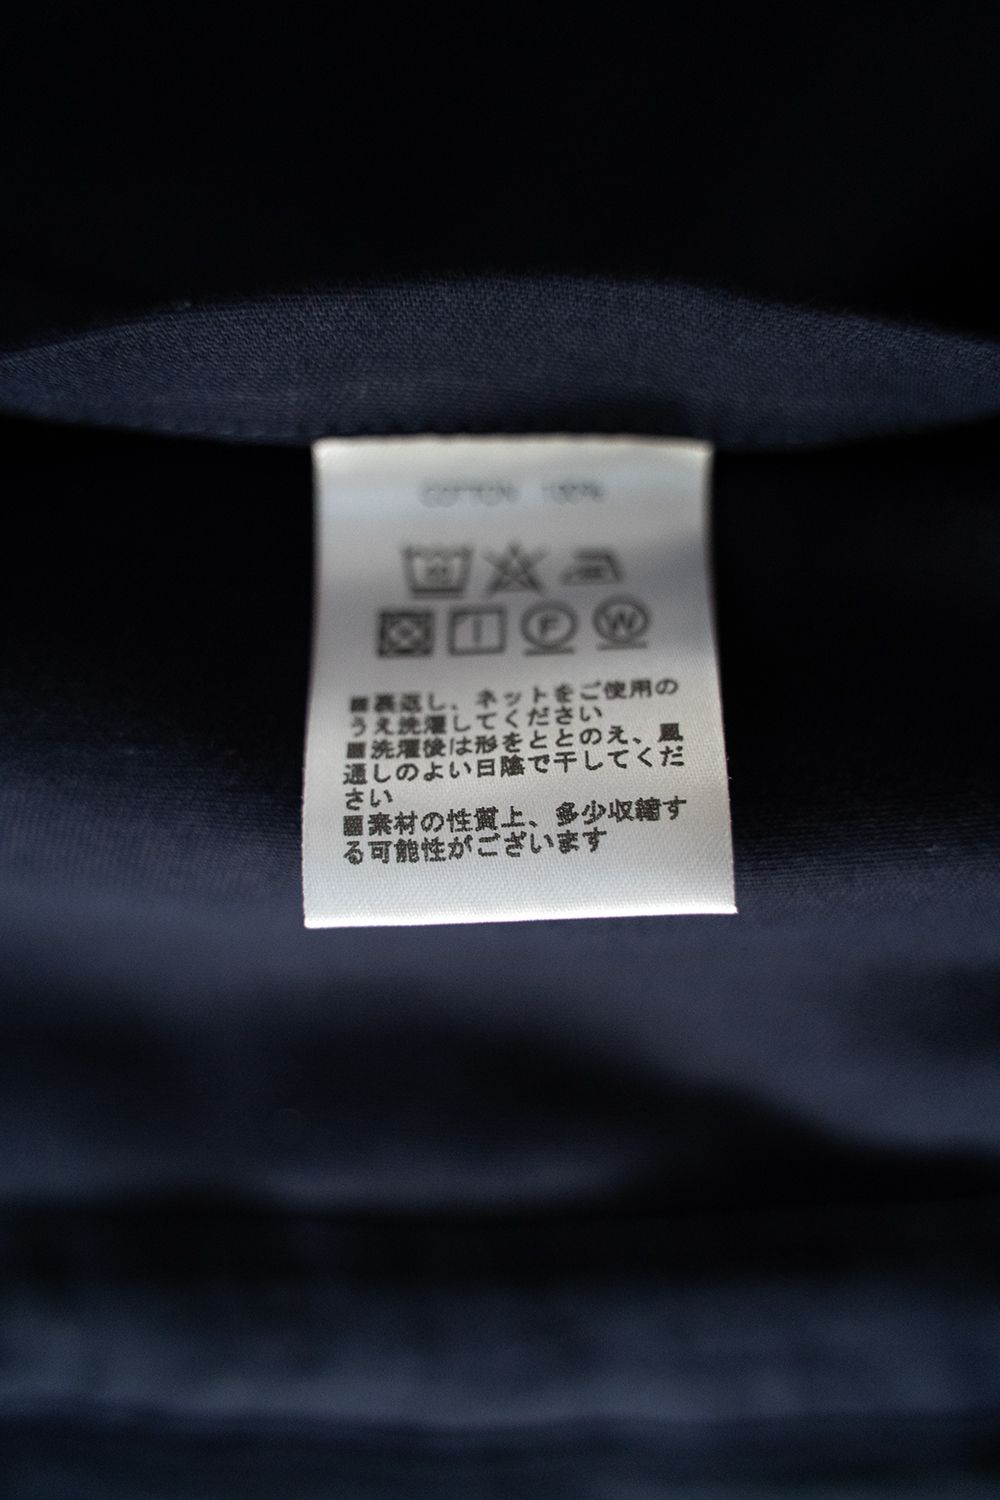 COTTON 100%
F W
■裏返し、ネットをご使用の
うえ洗濯してください
■洗濯後は形をととのえ、風
通しのよい日陰で干してくだ
さい
■素材の性質上、多少収縮す
る可能性がございます